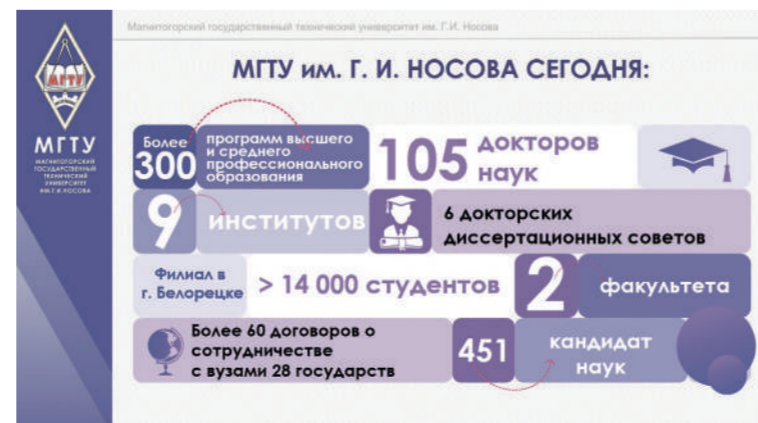 Магнитогорский государственный технический университет им. Г.И. Носова
МГТУ
МГТУ
МАГНИТОГОРСКИЙ
ГОСУДАРСТВЕННЫЙ
ТЕХНИЧЕСКИЙ
УНИВЕРСИТЕТ
ИМ. Г.И. НОСОВА
МГТУ им. Г. И. НОСОВА СЕГОДНЯ:
Более
300
программ высшего
и среднего
профессионального
образования
105
докторов
наук
9
институтов
6 докторских
диссертационных советов
Филиал в
г. Белорецке
> 14 000 студентов
2
факультета
Более 60 договоров о
сотрудничестве
с вузами 28 государств
451
кандидат
наук